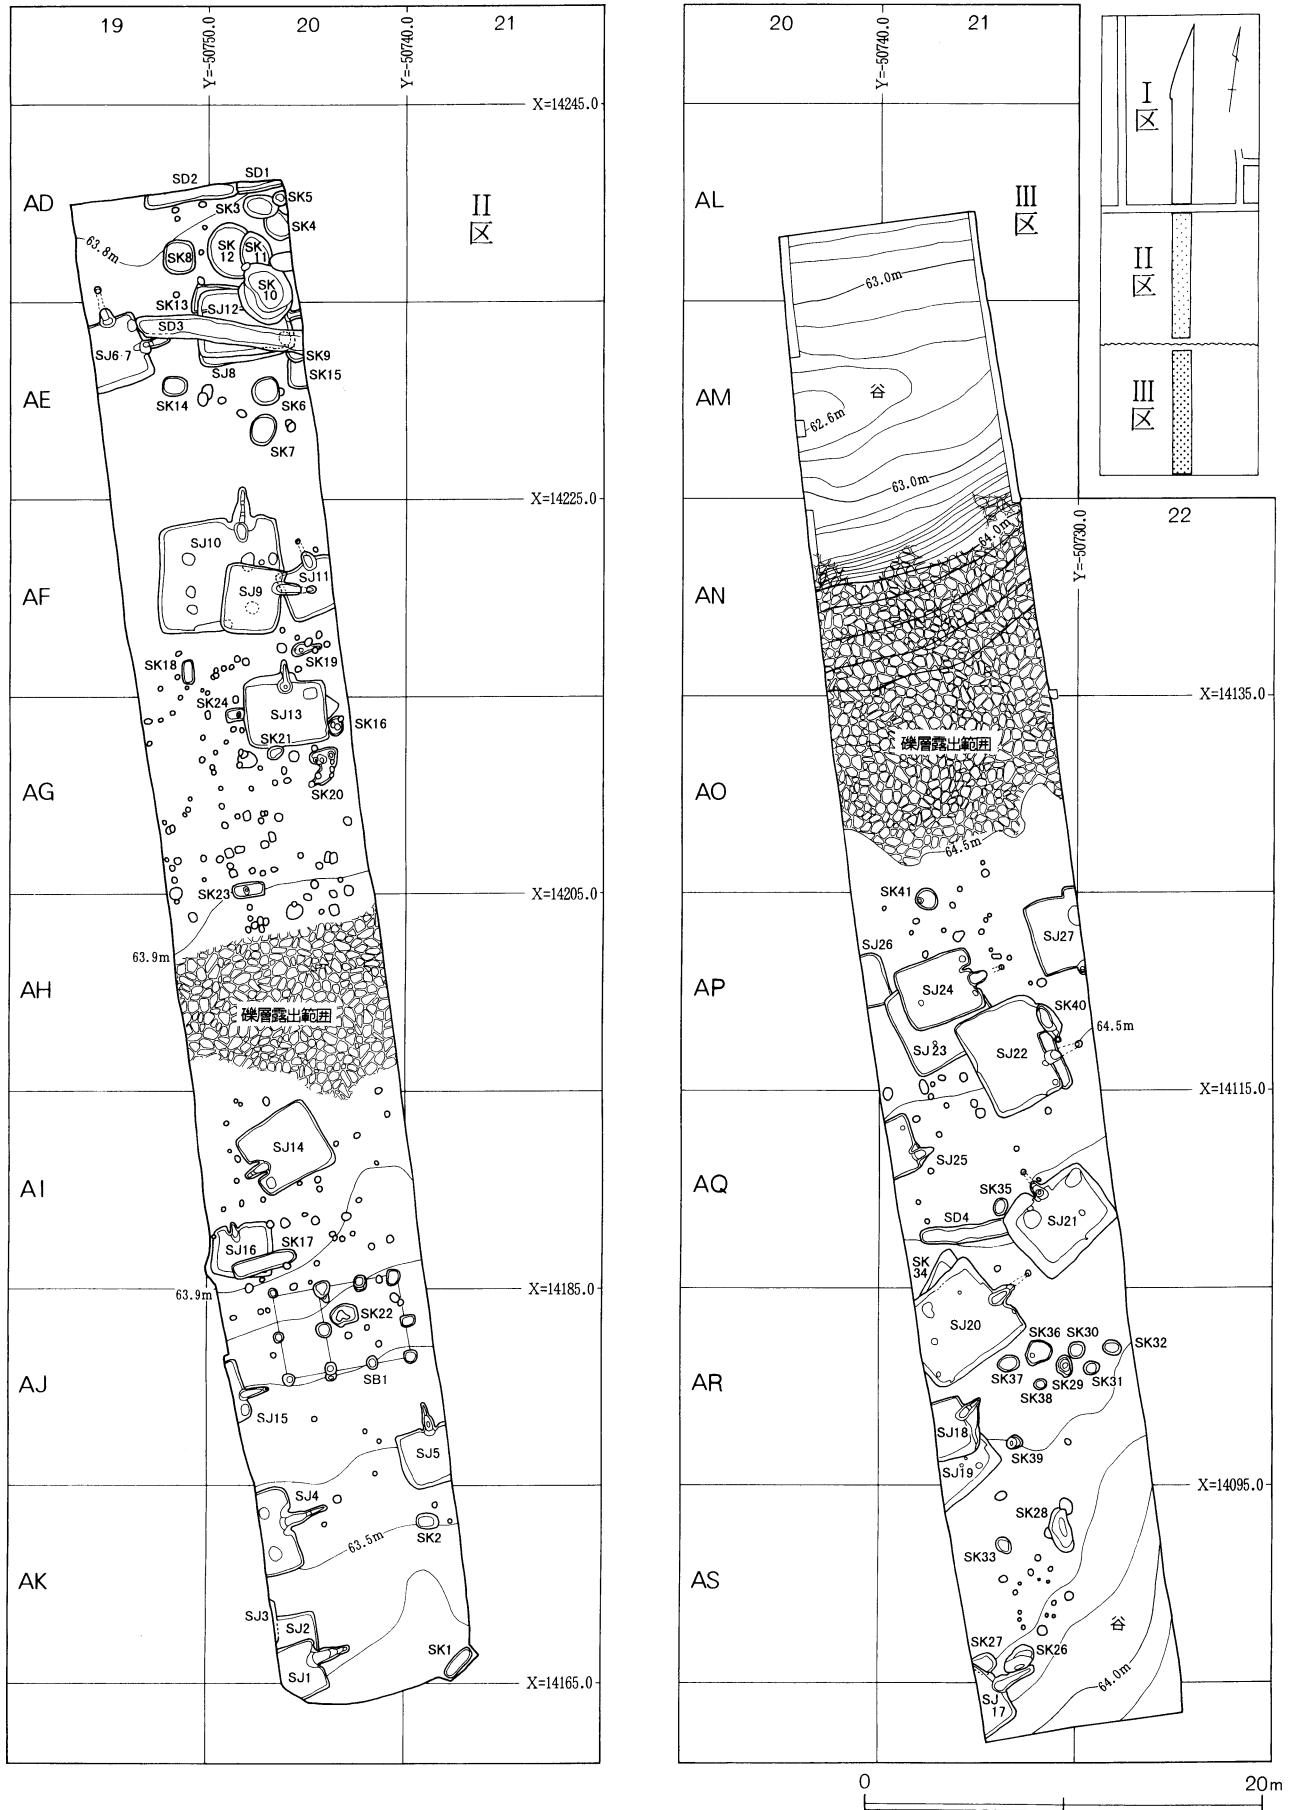 19
20
21
Y=-50750.0
Y=-50740.0
X=14245.0
AD
SD2
SD1
SK5
SK3
SK4
II
区
63.8m
SK8
SK
12
SK
11
SK
10
SK13
SJ12
SD3
SJ6·7
SK9
SJ8
SK15
AE
SK14
SK6
SK7
X=14225.0
SJ10
SJ11
AF
SJ9
SK18
SK19
SK24
SJ13
SK16
SK21
AG
SK20
SK23
X=14205.0
63.9m
AH
礫層露出範囲
SJ14
AI
SJ16
SK17
63.9m
X=14185.0
SK22
AJ
SB1
SJ15
SJ5
SJ4
SK2
63.5m
AK
SJ3
SJ2
SK1
SJ1
X=14165.0
20
21
Y=-50740.0
AL
III
区
63.0m
AM
谷
62.6m
63.0m
22
64.0m
Y=-50730.0
AN
X=14135.0
礫層露出範囲
AO
64.5m
SK41
SJ27
SJ26
AP
SJ24
SK40
64.5m
SJ23
SJ22
X=14115.0
SJ25
AQ
SK35
SD4
SJ21
SK
34
SJ20
SK36
SK30
SK32
SK37
SK29
SK31
AR
SK38
SJ18
SK39
SJ19
X=14095.0
SK28
SK33
AS
谷
SK27
SK26
64.0m
SJ
17
I
区
II
区
III
区
0
20m